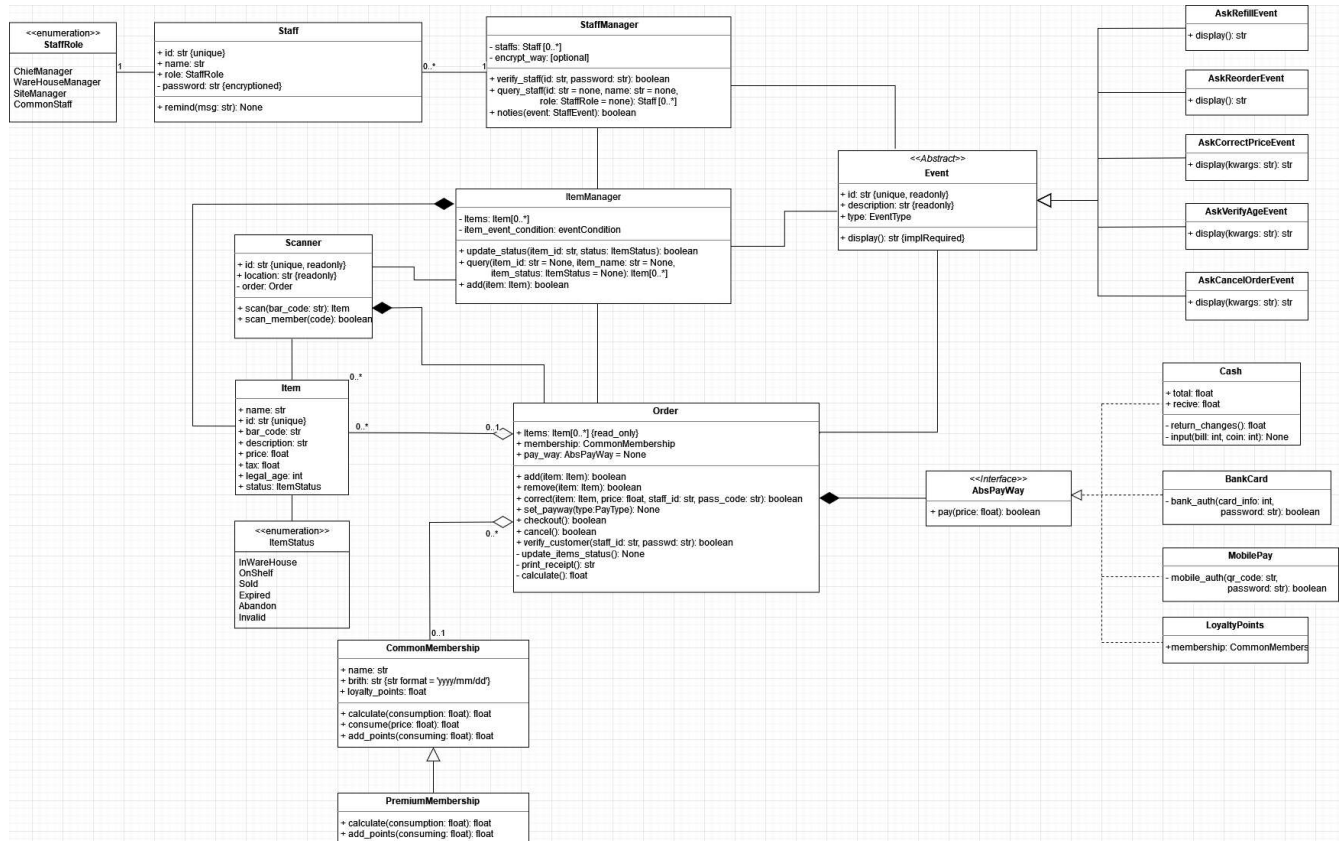 <<enumeration>>
StaffRole
ChiefManager
WareHouseManager
SiteManager
CommonStaff
1
Staff
+ id: str {unique}
+ name: str
+ role: StaffRole
- password: str {encryptioned}
+ remind(msg: str): None
0..*
1
StaffManager
- staffs: Staff [0..*]
- encrypt_way: [optional]
+ verify_staff(id: str, password: str): boolean
+ query_staff(id: str = none, name: str = none,
role: StaffRole = none): Staff [0..*]
+ noties(event: StaffEvent): boolean
AskRefillEvent
+ display(): str
AskReorderEvent
+ display(): str
AskCorrectPriceEvent
+ display(kwargs: str): str
AskVerifyAgeEvent
+ display(kwargs: str): str
AskCancelOrderEvent
+ display(kwargs: str): str
<<Abstract>>
Event
+ id: str {unique, readonly}
+ description: str {readonly}
+ type: EventType
+ display(): str {implRequired}
ItemManager
- Items: Item[0..*]
- item_event_condition: eventCondition
+ update_status(item_id: str, status: ItemStatus): boolean
+ query(item_id: str = None, item_name: str = None,
item_status: ItemStatus = None): Item[0..*]
+ add(item: Item): boolean
Scanner
+ id: str {unique, readonly}
+ location: str {readonly}
- order: Order
+ scan(bar_code: str): Item
+ scan_member(code): boolean
0..*
Item
+ name: str
+ id: str {unique}
+ bar_code: str
+ description: str
+ price: float
+ tax: float
+ legal_age: int
+ status: ItemStatus
0..*
0..1
<<enumeration>>
ItemStatus
InWareHouse
OnShelf
Sold
Expired
Abandon
Invalid
Order
+ Items: Item[0..*] {read_only}
+ membership: CommonMembership
+ pay_way: AbsPayWay = None
+ add(item: Item): boolean
+ remove(item: Item): boolean
+ correct(item: Item, price: float, staff_id: str, pass_code: str): boolean
+ set_payway(type:PayType): None
+ checkout(): boolean
+ cancel(): boolean
+ verify_customer(staff_id: str, passwd: str): boolean
- update_items_status(): None
- print_receipt(): str
- calculate(): float
0..*
0..1
<<Interface>>
AbsPayWay
+ pay(price: float): boolean
Cash
+ total: float
+ recive: float
- return_changes(): float
- input(bill: int, coin: int): None
BankCard
- bank_auth(card_info: int,
password: str): boolean
MobilePay
- mobile_auth(qr_code: str,
password: str): boolean
LoyaltyPoints
+membership: CommonMembers
CommonMembership
+ name: str
+ brith: str {str format = 'yyyy/mm/dd'}
+ loyalty_points: float
+ calculate(consumption: float): float
+ consume(price: float): float
+ add_points(consuming: float): float
PremiumMembership
+ calculate(consumption: float): float
+ add_points(consuming: float): float